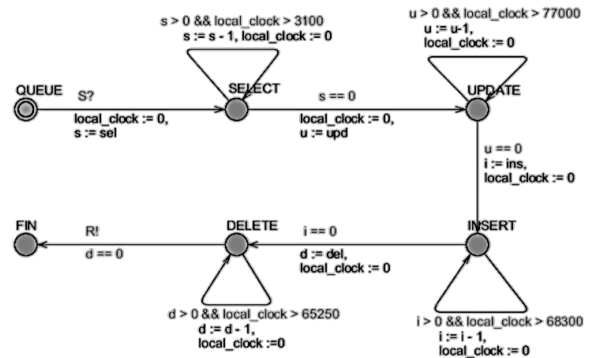 s > 0 && local_clock > 3100
s := s - 1, local_clock := 0
u > 0 && local_clock > 77000
u := u-1,
local_clock := 0
QUEUE
S?
local_clock := 0,
s := sel
SELECT
s == 0
local_clock := 0,
u := upd
UPDATE
u == 0
i := ins,
local_clock := 0
FIN
R!
d == 0
DELETE
i == 0
d := del,
local_clock := 0
INSERT
d > 0 && local_clock > 65250
d := d - 1,
local_clock :=0
i > 0 && local_clock > 68300
i := i - 1,
local_clock := 0